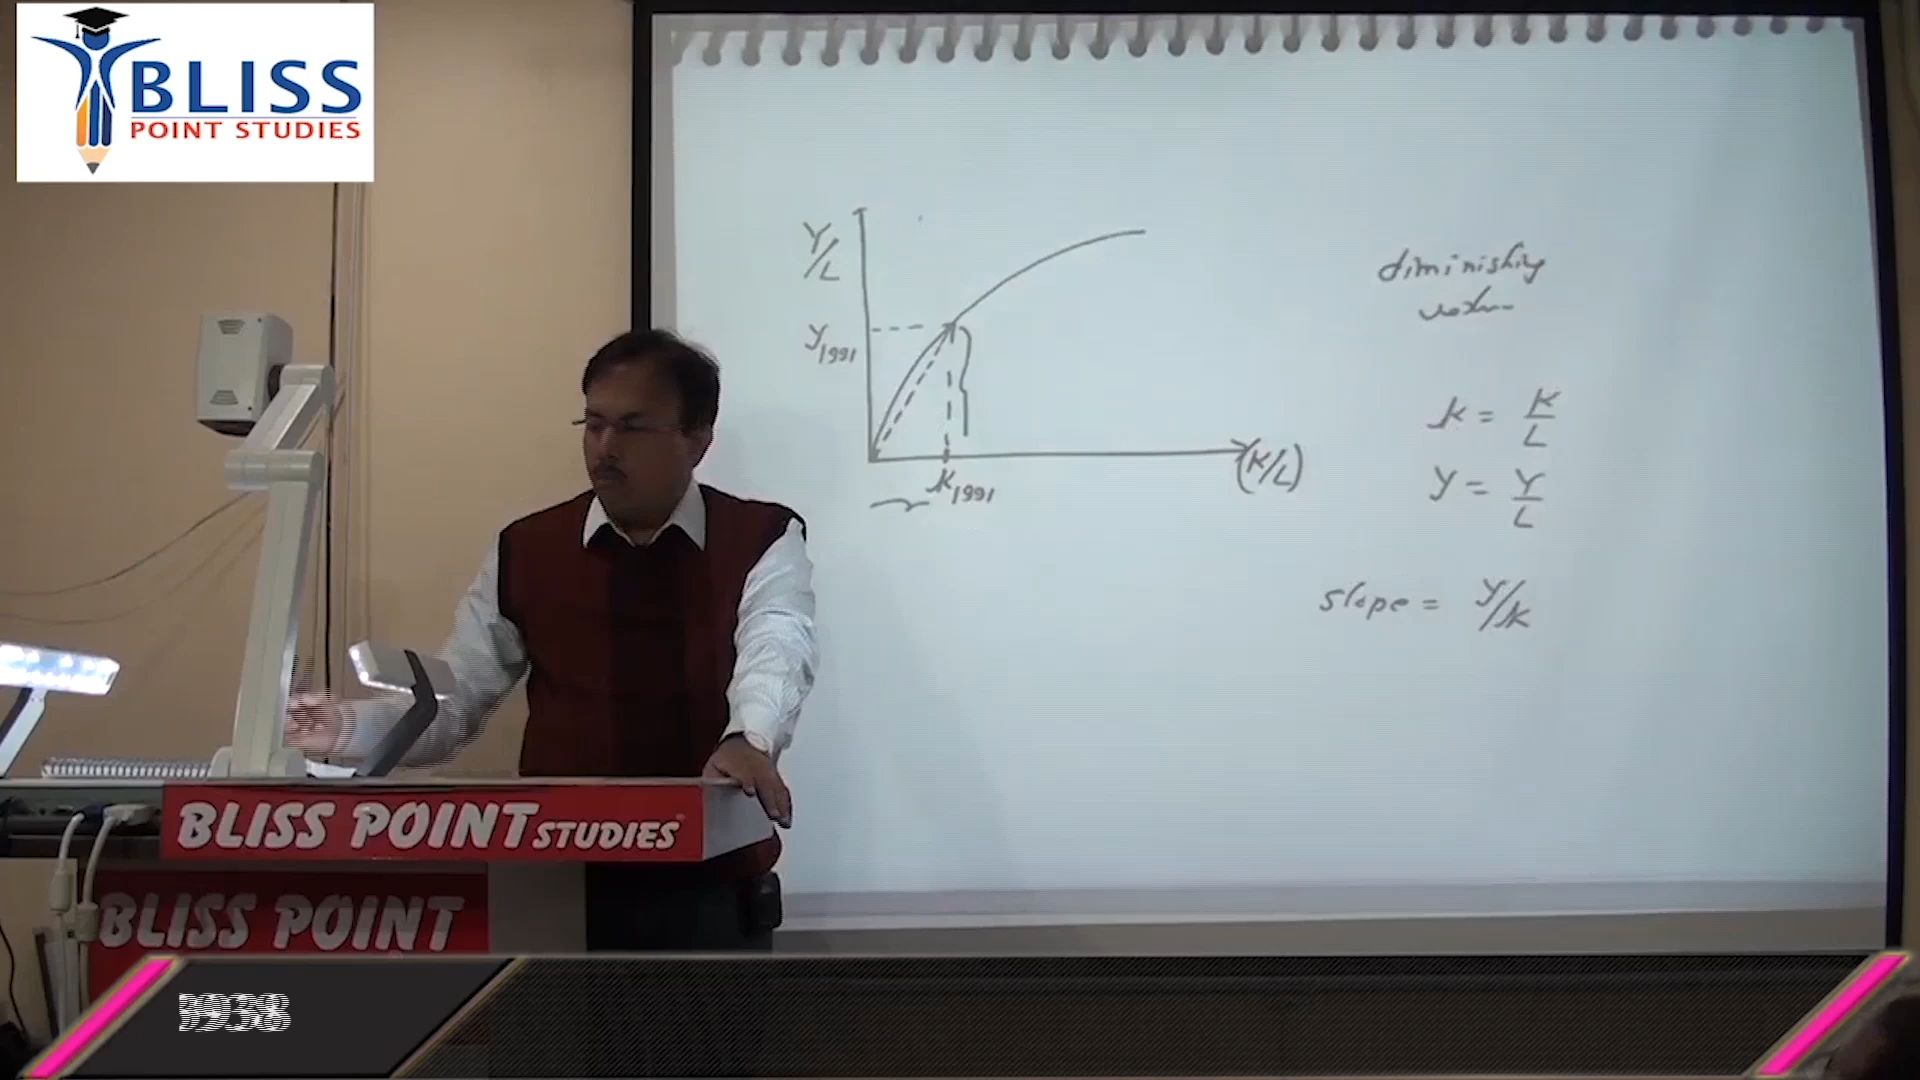 BLISS
POINT STUDIES
Y/L
y1991
k1991
(K/L)
diminishing
k = K/L
y = Y/L
slope = y/k
BLISS POINT STUDIES
BLISS POINT